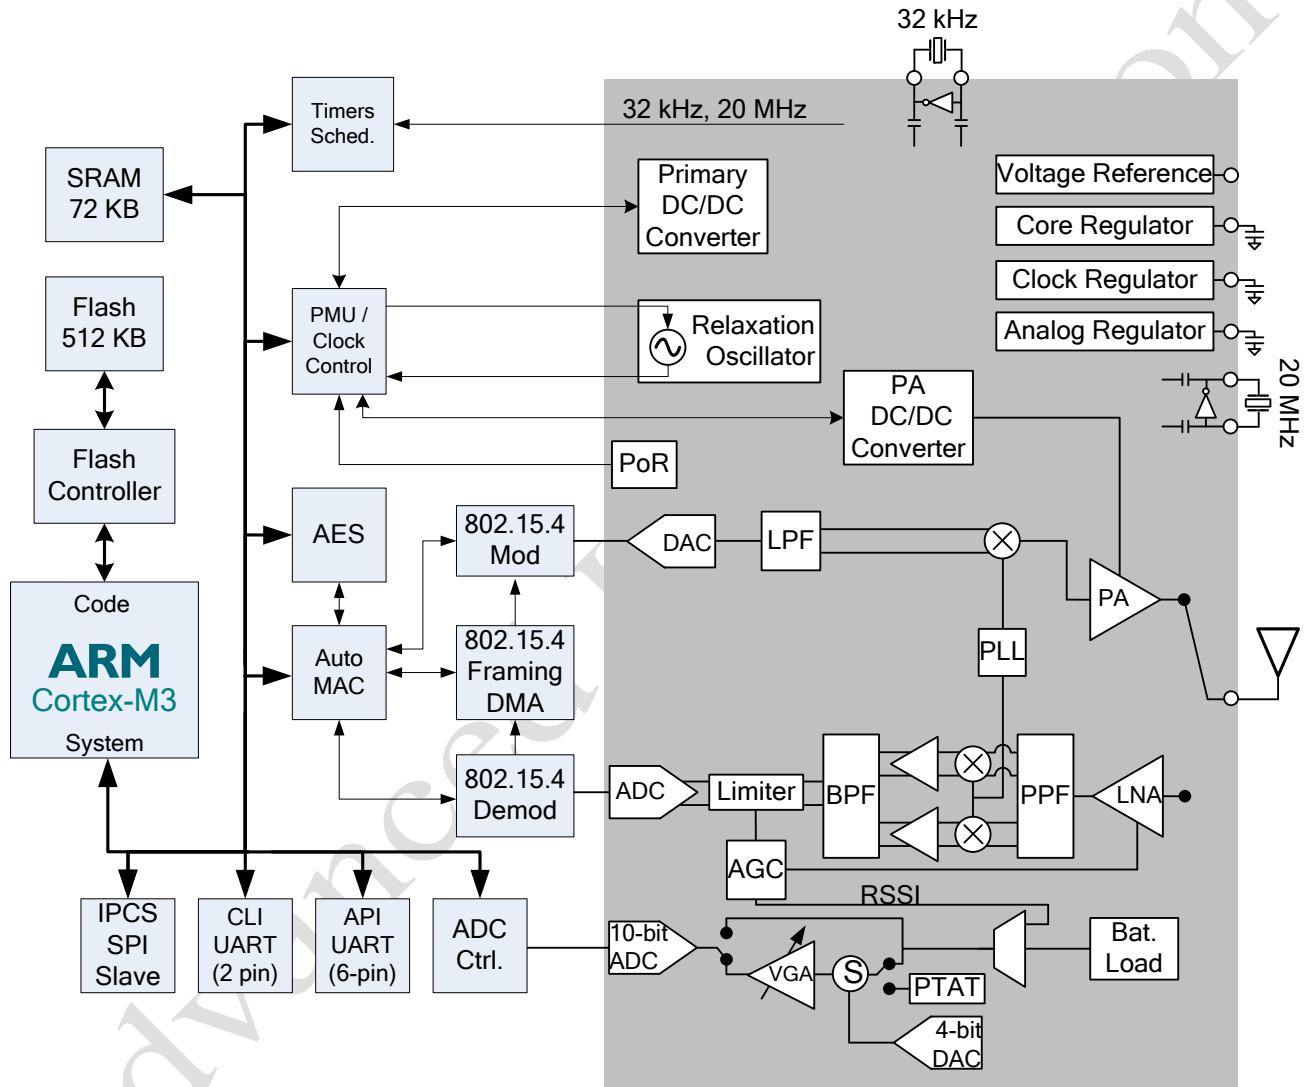 32 kHz
Timers
Sched.
32 kHz, 20 MHz
SRAM
72 KB
Primary
DC/DC
Converter
Voltage Reference
Core Regulator
Clock Regulator
Analog Regulator
20 MHz
Flash
512 KB
PMU /
Clock
Control
Relaxation
Oscillator
PA
DC/DC
Converter
PoR
Flash
Controller
AES
802.15.4
Mod
DAC
LPF
PA
Code
ARM
Cortex-M3
System
Auto
MAC
802.15.4
Framing
DMA
PLL
802.15.4
Demod
ADC
Limiter
BPF
PPF
LNA
AGC
RSSI
IPCS
SPI
Slave
CLI
UART
(2 pin)
API
UART
(6-pin)
ADC
Ctrl.
10-bit
ADC
VGA
S
PTAT
Bat.
Load
4-bit
DAC